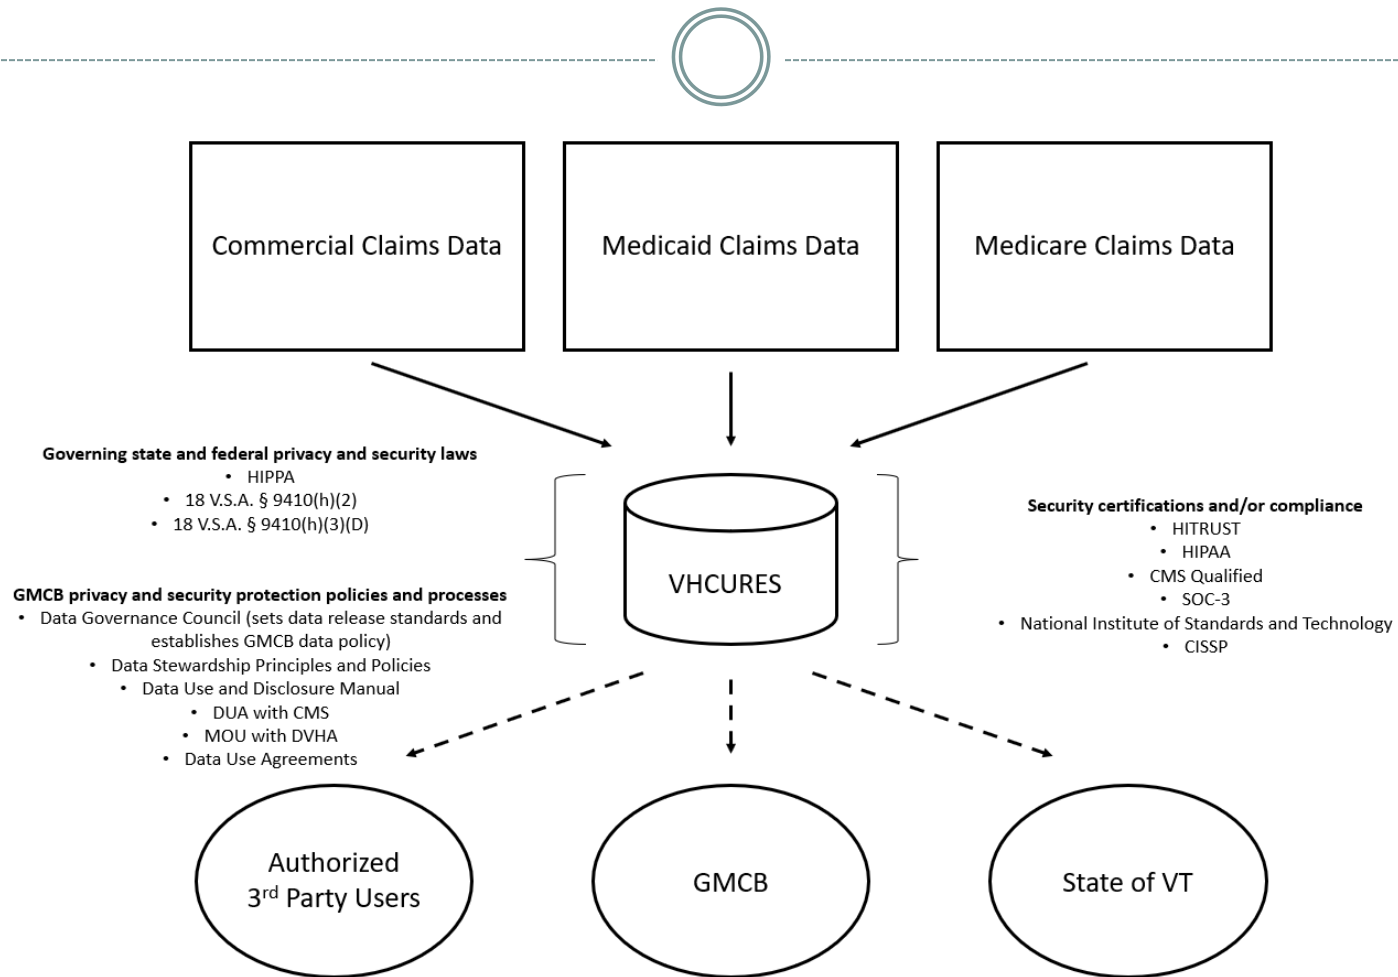 Commercial Claims Data
Medicaid Claims Data
Medicare Claims Data
Governing state and federal privacy and security laws
• HIPPA
• 18 V.S.A. § 9410(h)(2)
• 18 V.S.A. § 9410(h)(3)(D)
GMCB privacy and security protection policies and processes
• Data Governance Council (sets data release standards and
establishes GMCB data policy)
• Data Stewardship Principles and Policies
• Data Use and Disclosure Manual
• DUA with CMS
• MOU with DVHA
• Data Use Agreements
VHCURES
Security certifications and/or compliance
• HITRUST
• HIPAA
• CMS Qualified
• SOC-3
• National Institute of Standards and Technology
• CISSP
Authorized
3rd Party Users
GMCB
State of VT